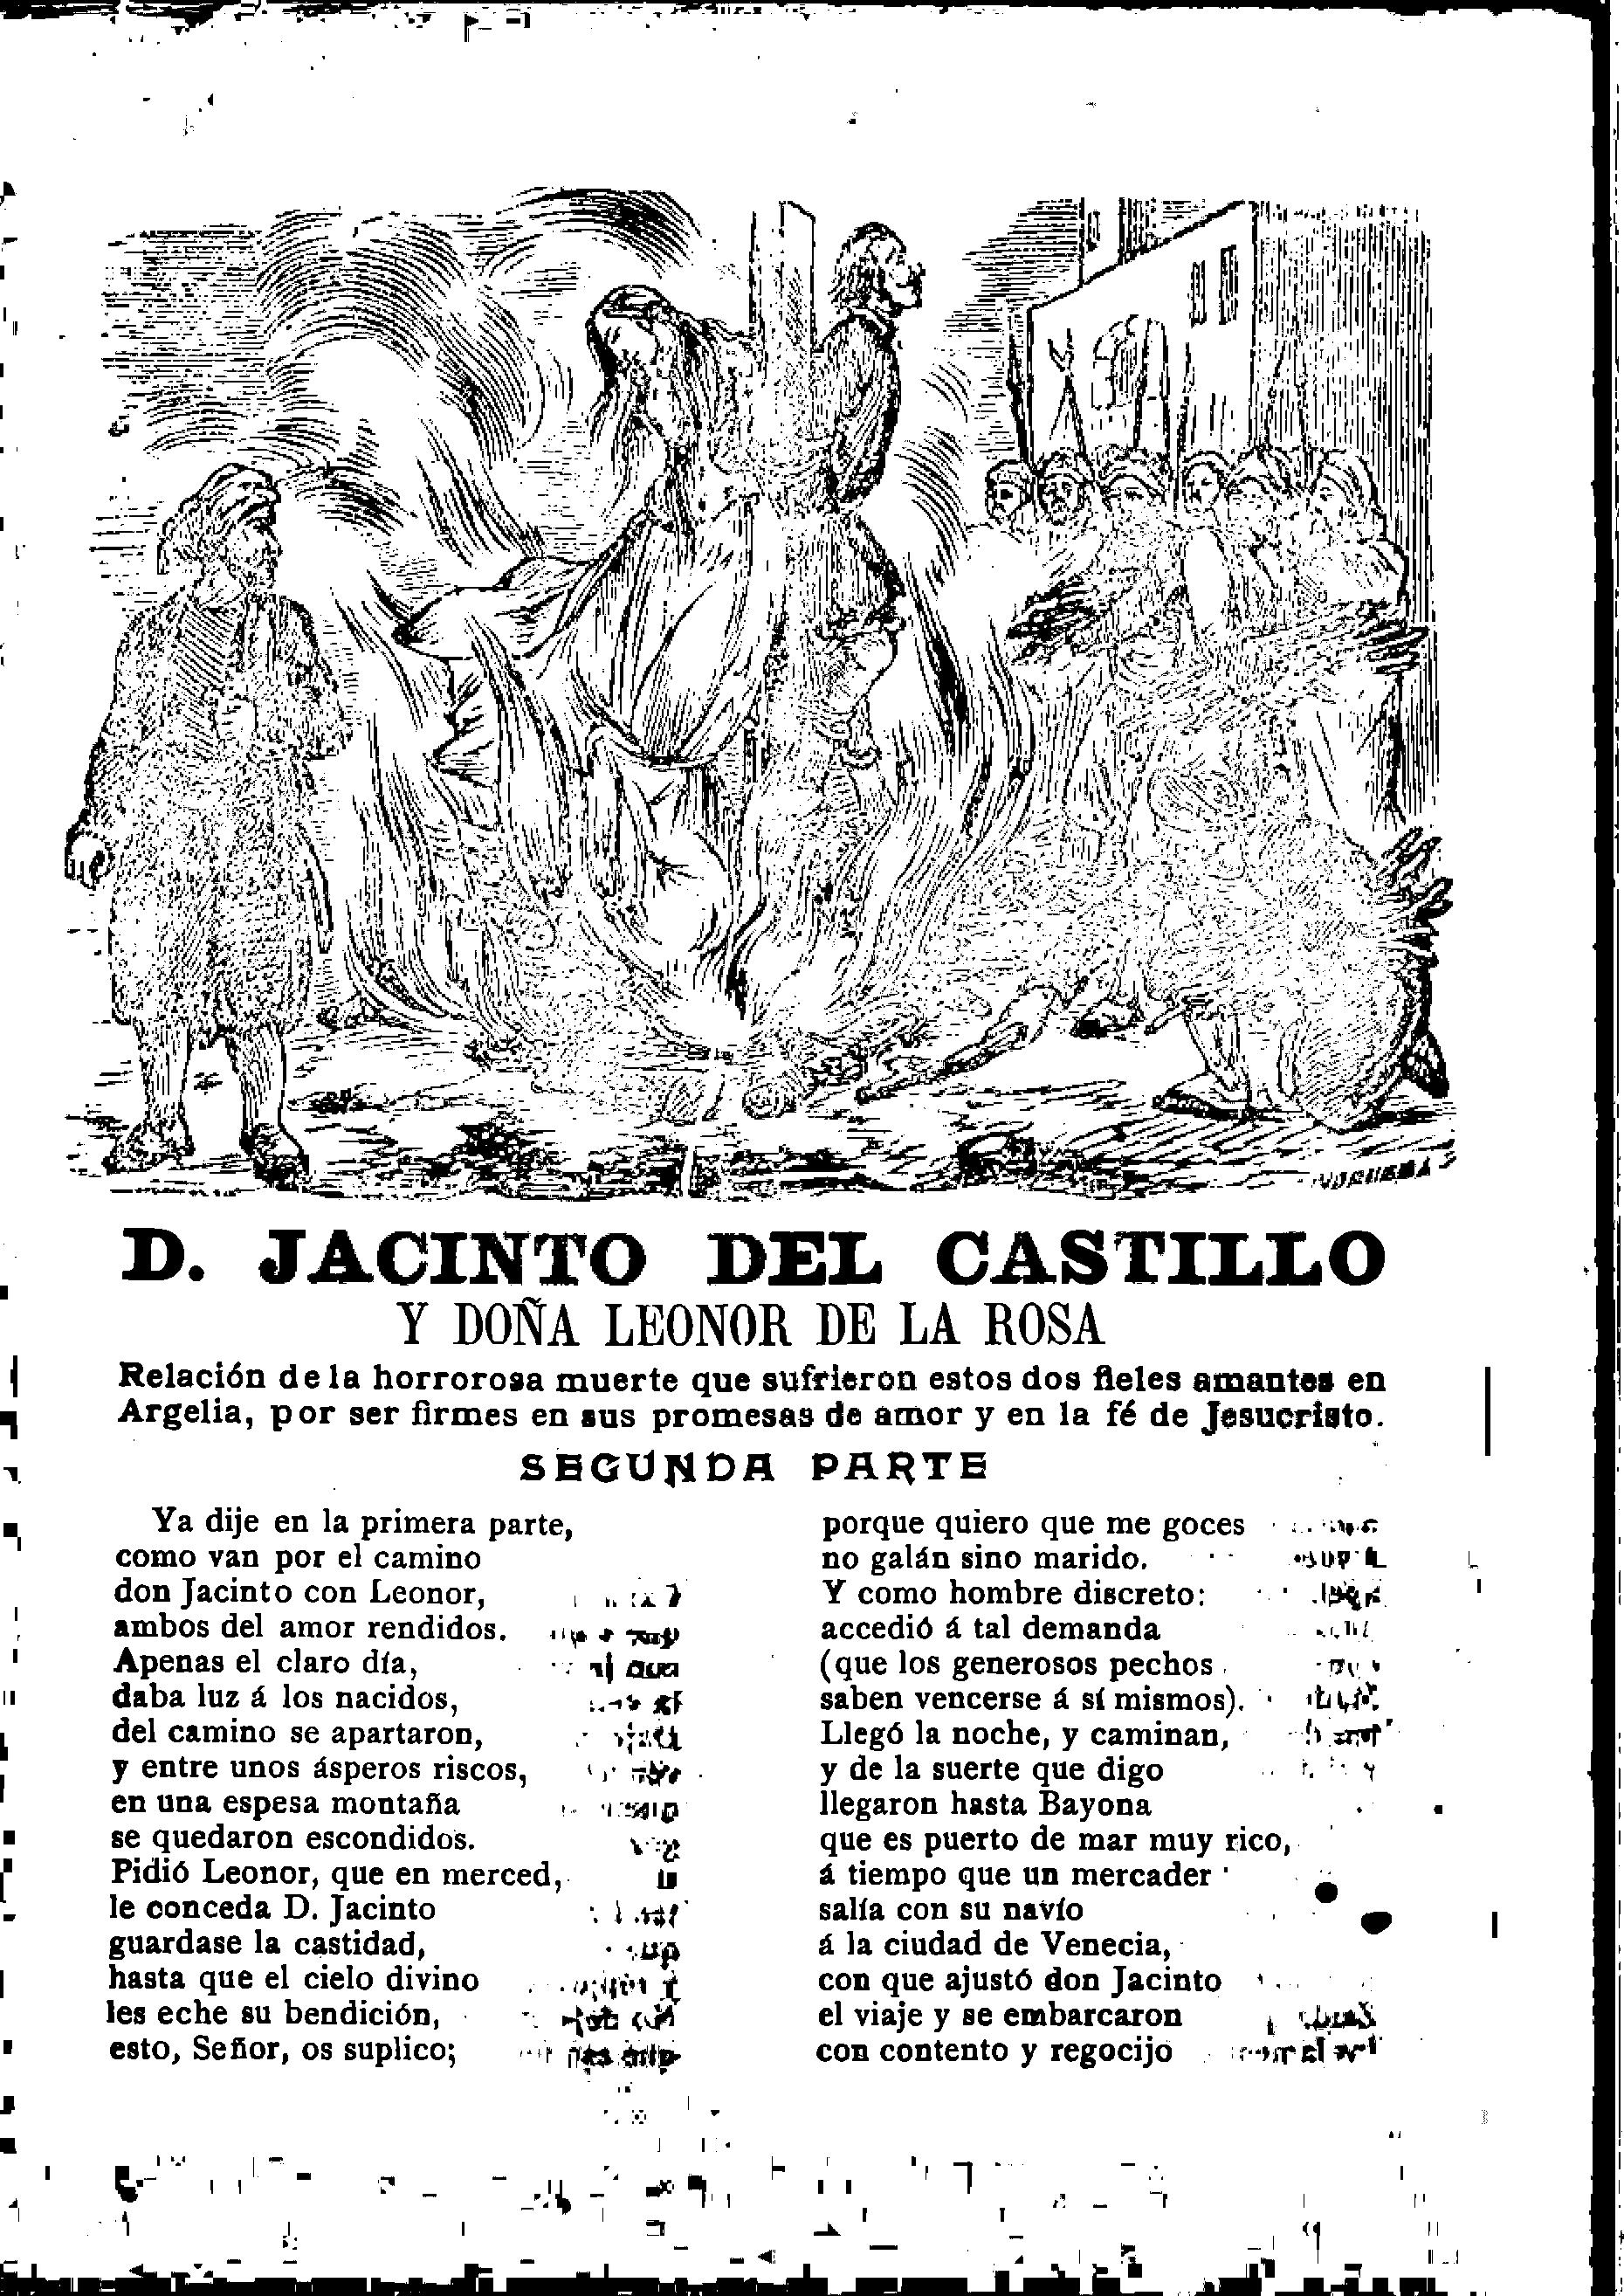 D. JACINTO DEL CASTILLO
Y DOÑA LEONOR DE LA ROSA
Relación de la horrorosa muerte que sufrieron estos dos fieles amantes en
Argelia, por ser firmes en sus promesas de amor y en la fé de Jesucristo.
SEGUNDA PARTE
Ya dije en la primera parte,
como van por el camino
don Jacinto con Leonor,
ambos del amor rendidos.
Apenas el claro día,
daba luz á los nacidos,
del camino se apartaron,
y entre unos ásperos riscos,
en una espesa montaña
se quedaron escondidos.
Pidió Leonor, que en merced,
le conceda D. Jacinto
guardase la castidad,
hasta que el cielo divino
les eche su bendición,
esto, Señor, os suplico;
porque quiero que me goces
no galán sino marido.
Y como hombre discreto:
accedió á tal demanda
(que los generosos pechos
saben vencerse á sí mismos).
Llegó la noche, y caminan,
y de la suerte que digo
llegaron hasta Bayona
que es puerto de mar muy rico,
á tiempo que un mercader
salía con su navío
á la ciudad de Venecia,
con que ajustó don Jacinto
el viaje y se embarcaron
con contento y regocijo